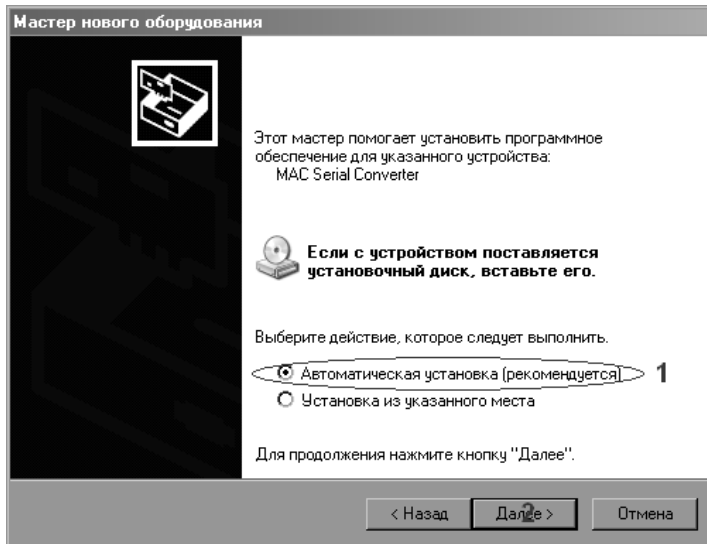 Мастер нового оборудования
Этот мастер помогает установить программное
обеспечение для указанного устройства:
MAC Serial Converter
Если с устройством поставляется
установочный диск, вставьте его.
Выберите действие, которое следует выполнить.
Автоматическая установка (рекомендуется) 1
Установка из указанного места
Для продолжения нажмите кнопку "Далее".
< Назад Далее > 2 Отмена